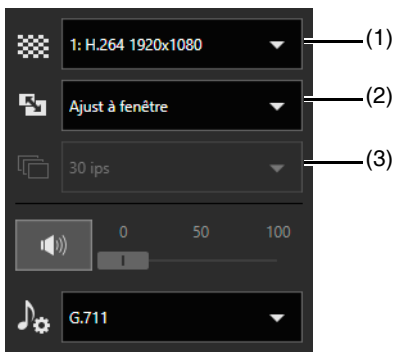 1: H.264 1920x1080
(1)
Ajust à fenêtre
(2)
30 ips
(3)
0 50 100
G.711